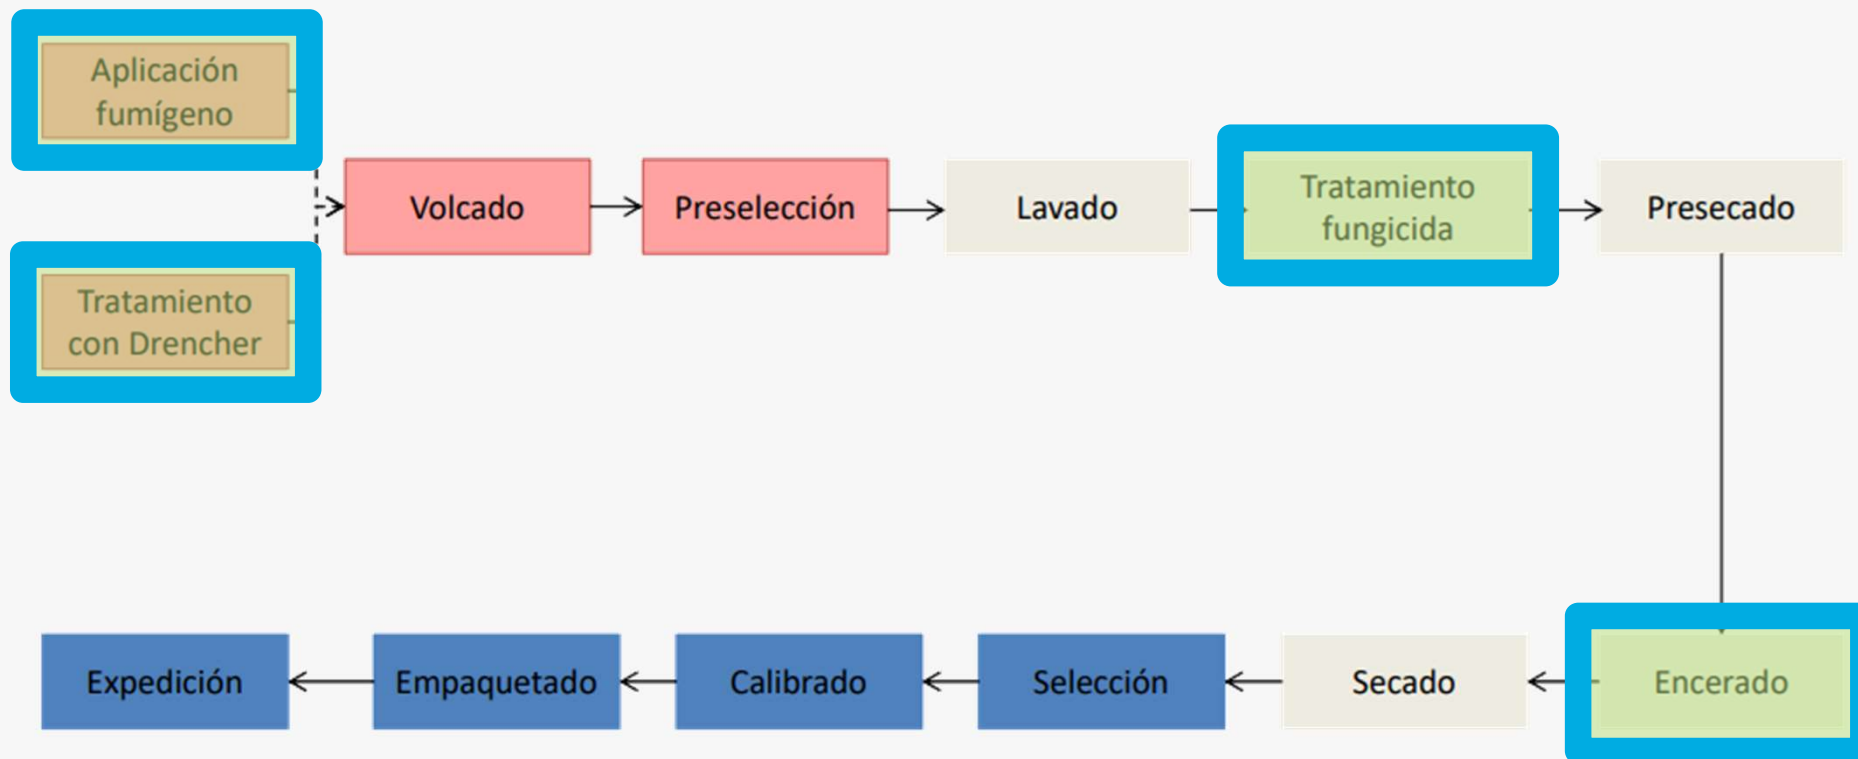 Aplicación
fumígeno
Tratamiento
con Drencher
Volcado
Preselección
Lavado
Tratamiento
fungicida
Presecado
Encerado
Secado
Selección
Calibrado
Empaquetado
Expedición